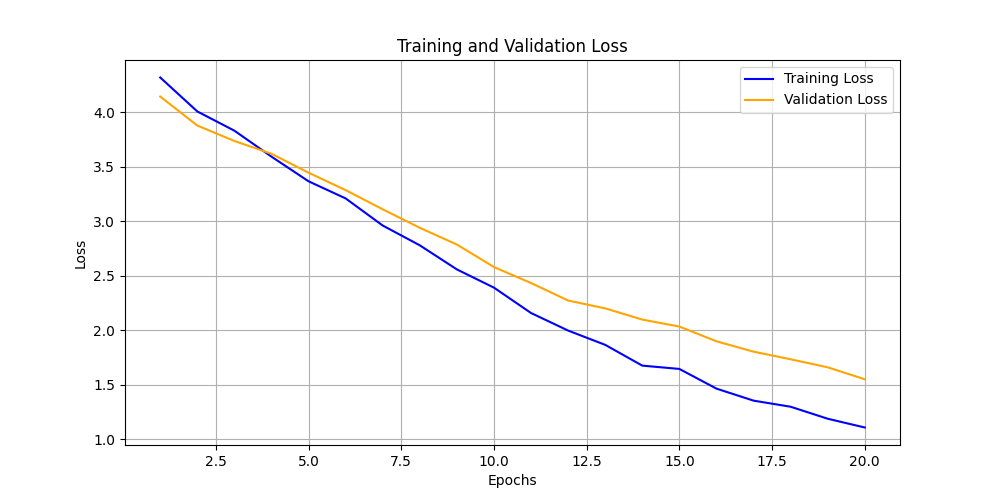 Training and Validation Loss
Training Loss
Validation Loss
Loss
4.0
3.5
3.0
2.5
2.0
1.5
1.0
2.5 5.0 7.5 10.0 12.5 15.0 17.5 20.0
Epochs